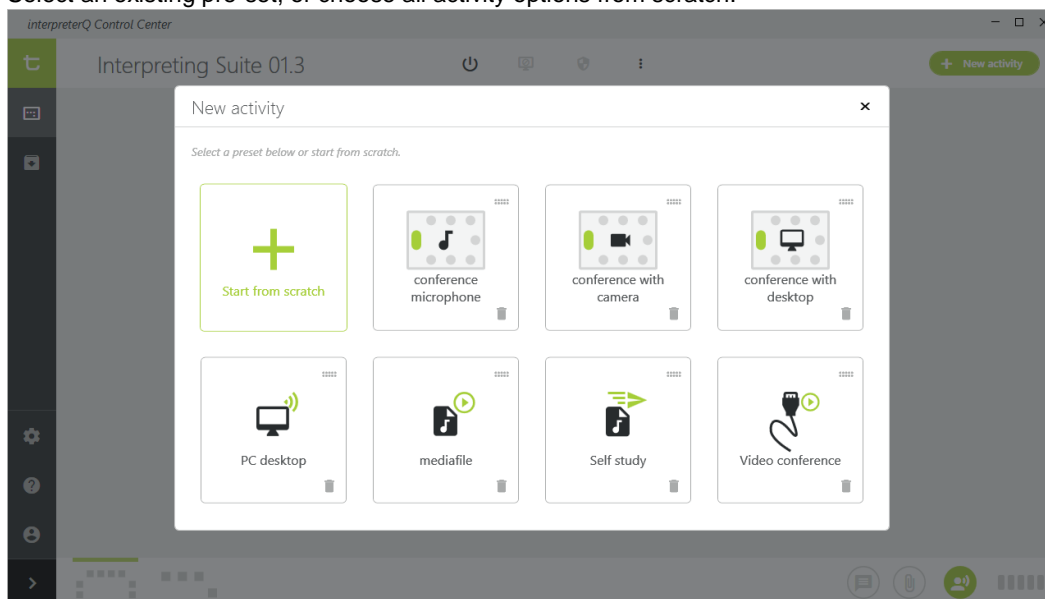 Select an existing pre-set, or choose all activity options from scratch.
interpreterQ Control Center
Interpreting Suite 01.3
+ New activity
New activity
Select a preset below or start from scratch.
Start from scratch
conference
microphone
conference with
camera
conference with
desktop
PC desktop
mediafile
Self study
Video conference